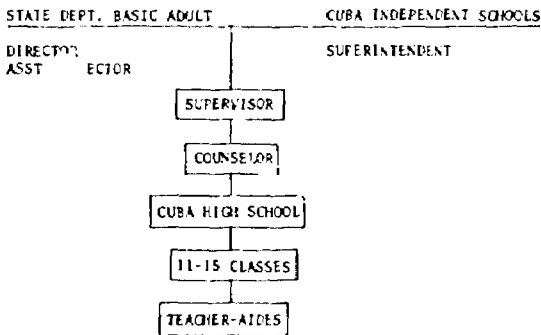 STATE DEPT. BASIC ADULT CUBA INDEPENDENT SCHOOLS
DIRECTOR SUPERINTENDENT
ASST
SUPERVISOR
COUNSELOR
CUBA HIGH SCHOOL
11-15 CLASSES
TEACHER-AIDES